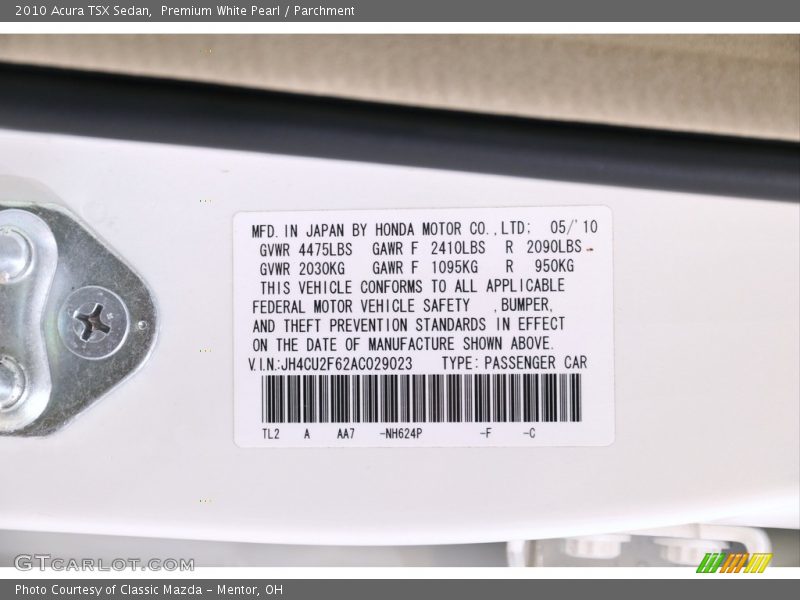 2010 Acura TSX Sedan,  Premium White Pearl / Parchment
MFD. IN JAPAN BY HONDA MOTOR CO.,LTD; 05/'10
GVWR 4475LBS GAWR F 2410LBS R 2090LBS
GVWR 2030KG GAWR F 1095KG R 950KG
THIS VEHICLE CONFORMS TO ALL APPLICABLE
FEDERAL MOTOR VEHICLE SAFETY ,BUMPER,
AND THEFT PREVENTION STANDARDS IN EFFECT
ON THE DATE OF MANUFACTURE SHOWN ABOVE.
V.I.N.:JH4CU2F62AC029023 TYPE: PASSENGER CAR
TL2 A AA7 -NH624P -F -C
GTCARLOT.COM
Photo Courtesy of Classic Mazda - Mentor, OH